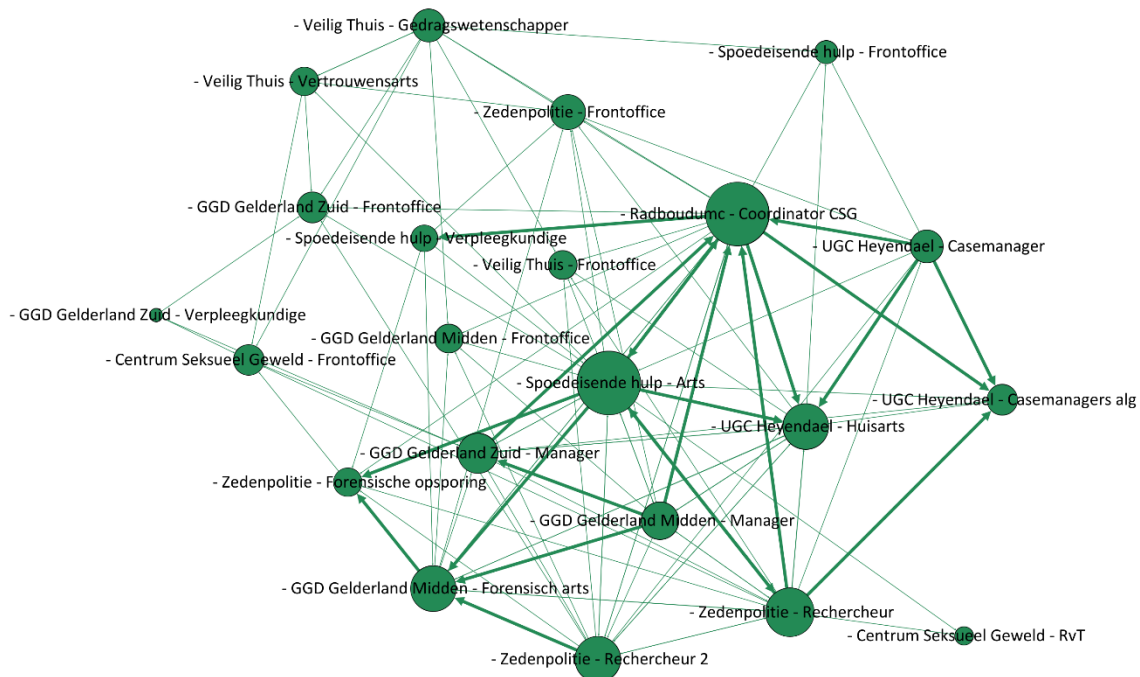 - Veilig Thuis - Gedragswetenschapper
- Spoedeisende hulp - Frontoffice
- Veilig Thuis - Vertrouwensarts
- Zedenpolitie - Frontoffice
- GGD Gelderland Zuid - Frontoffice
- Radboudumc - Coordinator CSG
- Spoedeisende hulp - Verpleegkundige
- UGC Heyendael - Casemanager
- Veilig Thuis - Frontoffice
- GGD Gelderland Zuid - Verpleegkundige
- GGD Gelderland Midden - Frontoffice
- Centrum Seksueel Geweld - Frontoffice
- Spoedeisende hulp - Arts
- UGC Heyendael - Casemanagers alg
- UGC Heyendael - Huisarts
- GGD Gelderland Zuid - Manager
- Zedenpolitie - Forensische opsporing
- GGD Gelderland Midden - Manager
- GGD Gelderland Midden - Forensisch arts
- Zedenpolitie - Rechercheur
- Centrum Seksueel Geweld - RvT
- Zedenpolitie - Rechercheur 2